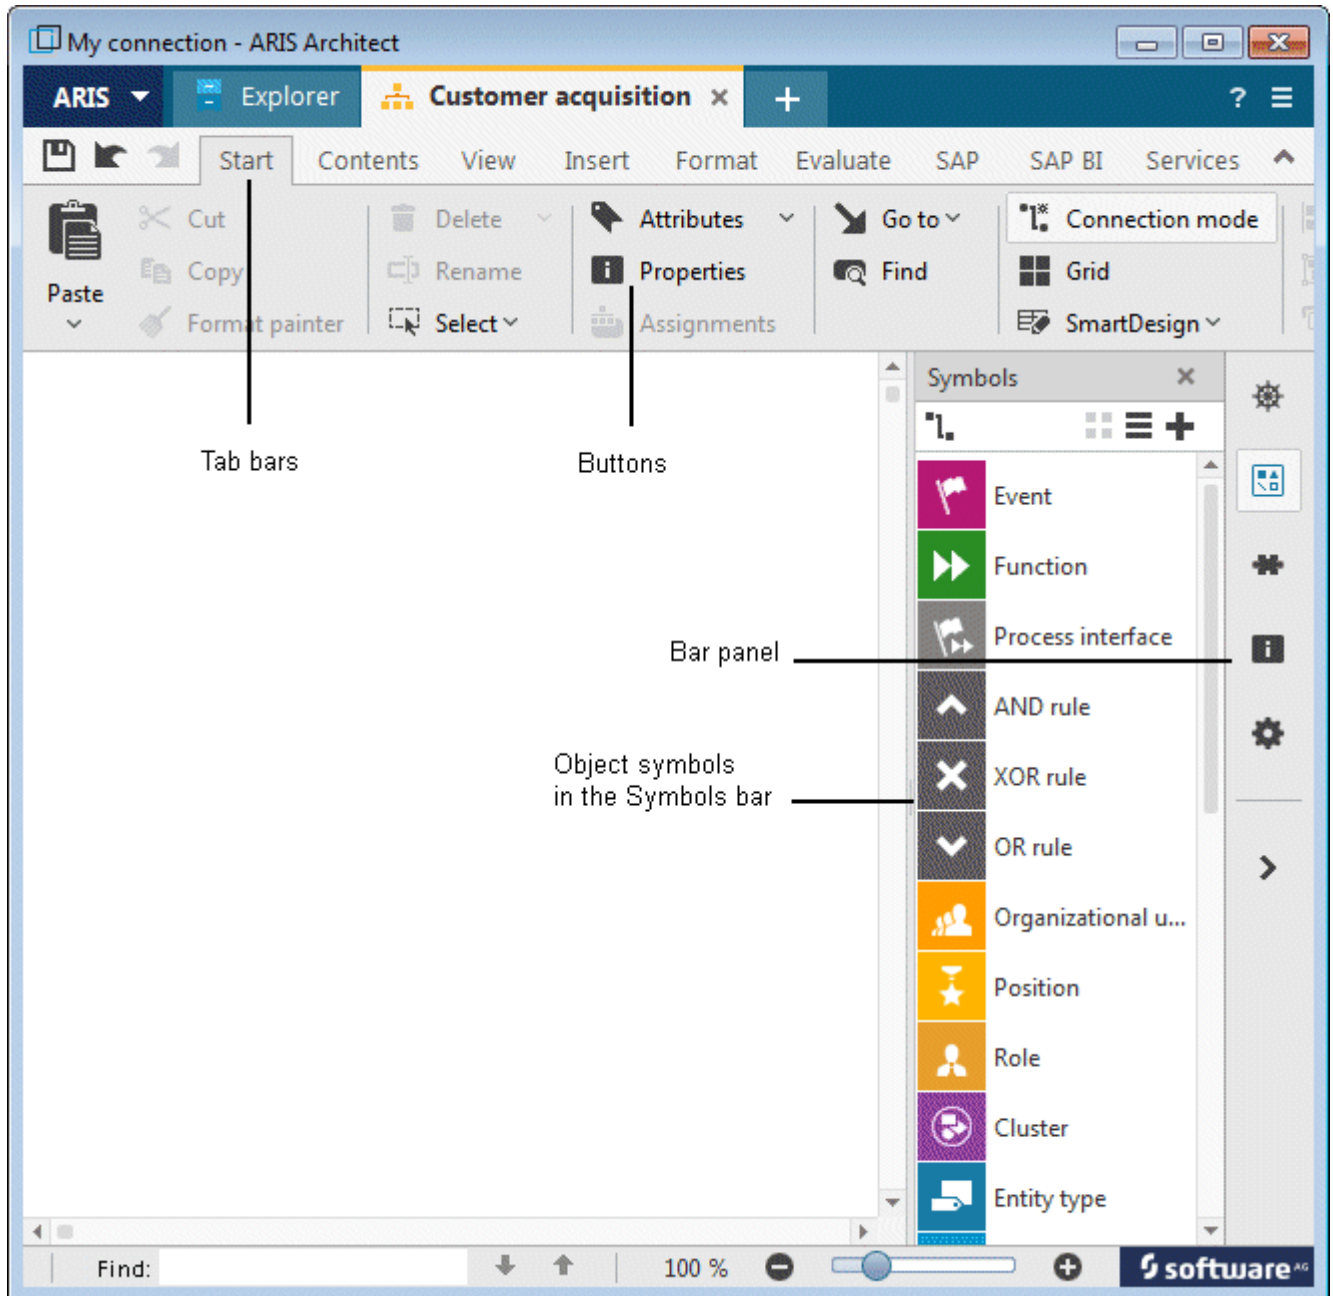 My connection - ARIS Architect
ARIS Explorer Customer acquisition
?
Start Contents View Insert Format Evaluate SAP SAP BI Services
Cut Delete Attributes Go to Connection mode
Copy Rename Properties Find Grid
Paste
Format painter Select Assignments SmartDesign
Symbols
Tab bars Buttons
Event
Function
Process interface
Bar panel
AND rule
Object symbols
in the Symbols bar
XOR rule
OR rule
Organizational u...
Position
Role
Cluster
Entity type
Find: 100 % software AG